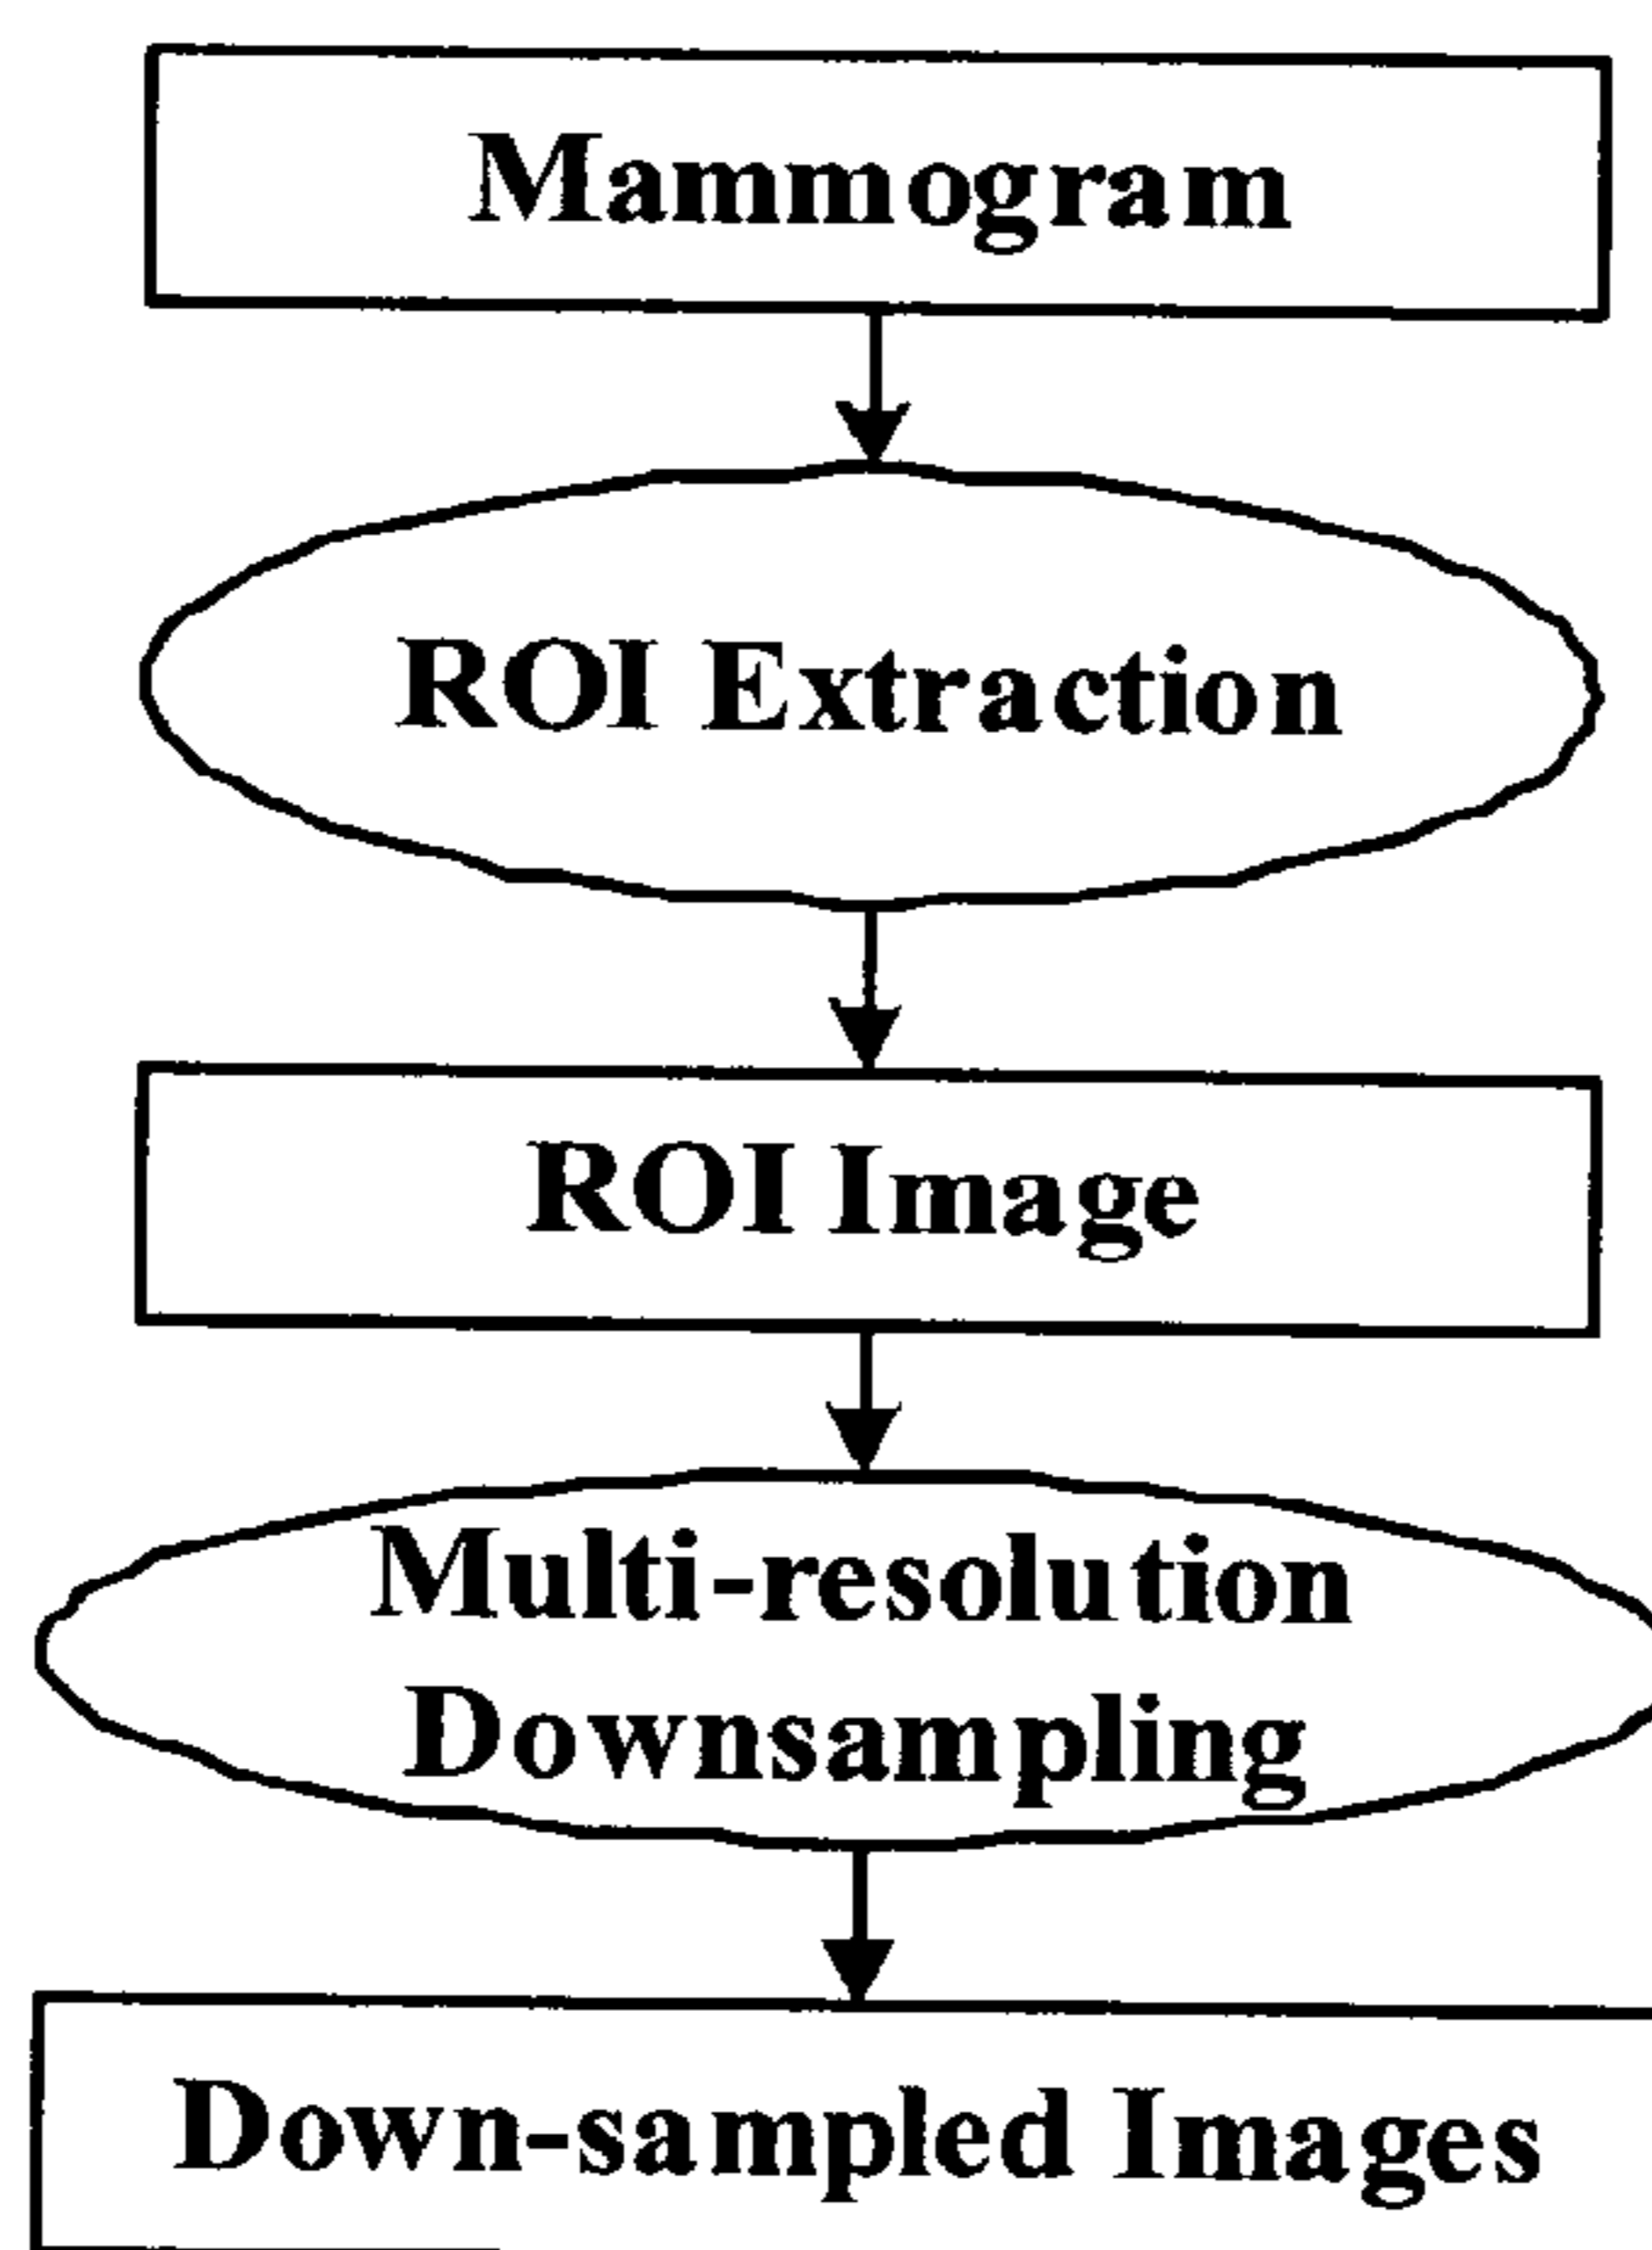 Mammogram
ROI Extraction
ROI Image
Multi-resolution
Downsampling
Down-sampled Images